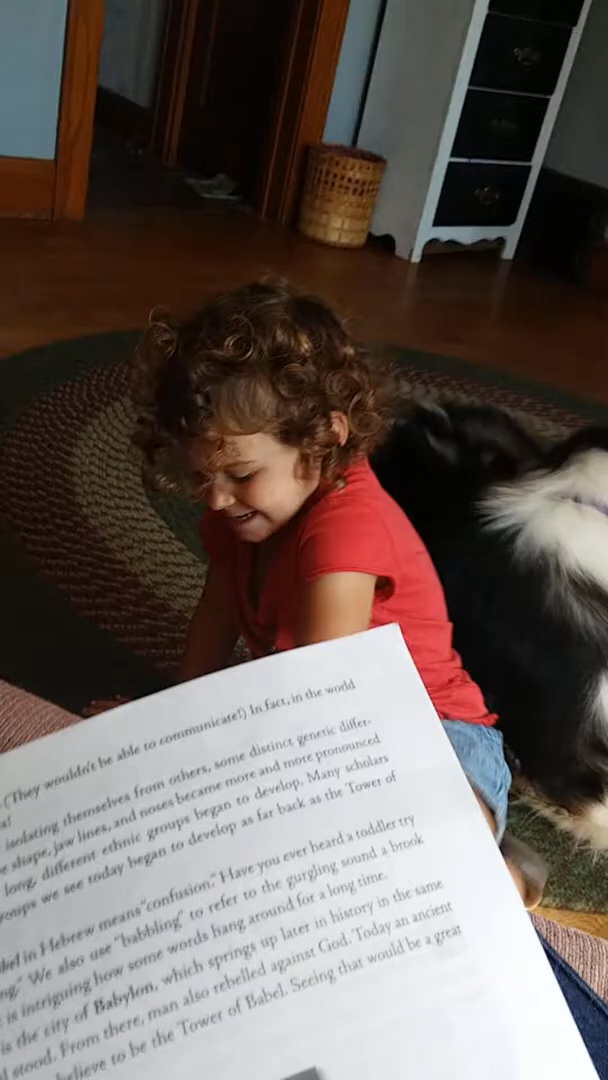 (They wouldn't be able to communicate!) In fact, in the world
isolating themselves from others, some distinct genetic differ-
shape, jaw lines, and noses became more and more pronounced
long, different ethnic groups began to develop. Many scholars
groups we see today began to develop as far back as the Tower of
in Hebrew means "confusion." Have you ever heard a toddler try
We also use "babbling" to refer to the gurgling sound a brook
is intriguing how some words hang around for a long time.
is the city of Babylon, which springs up later in history in the same
stood. From there, man also rebelled against God. Today an ancient
believe to be the Tower of Babel. Seeing that would be a great